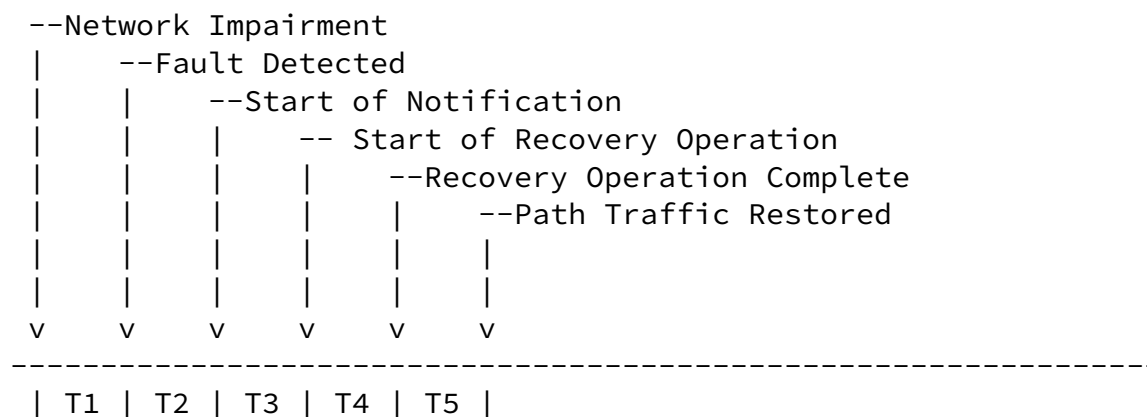 --Network Impairment
|    --Fault Detected
|    |    --Start of Notification
|    |    |    -- Start of Recovery Operation
|    |    |    |    --Recovery Operation Complete
|    |    |    |    |    --Path Traffic Restored
|    |    |    |    |    |
|    |    |    |    |    |
v    v    v    v    v    v
----------------------------------------------------------------
| T1 | T2 | T3 | T4 | T5 |